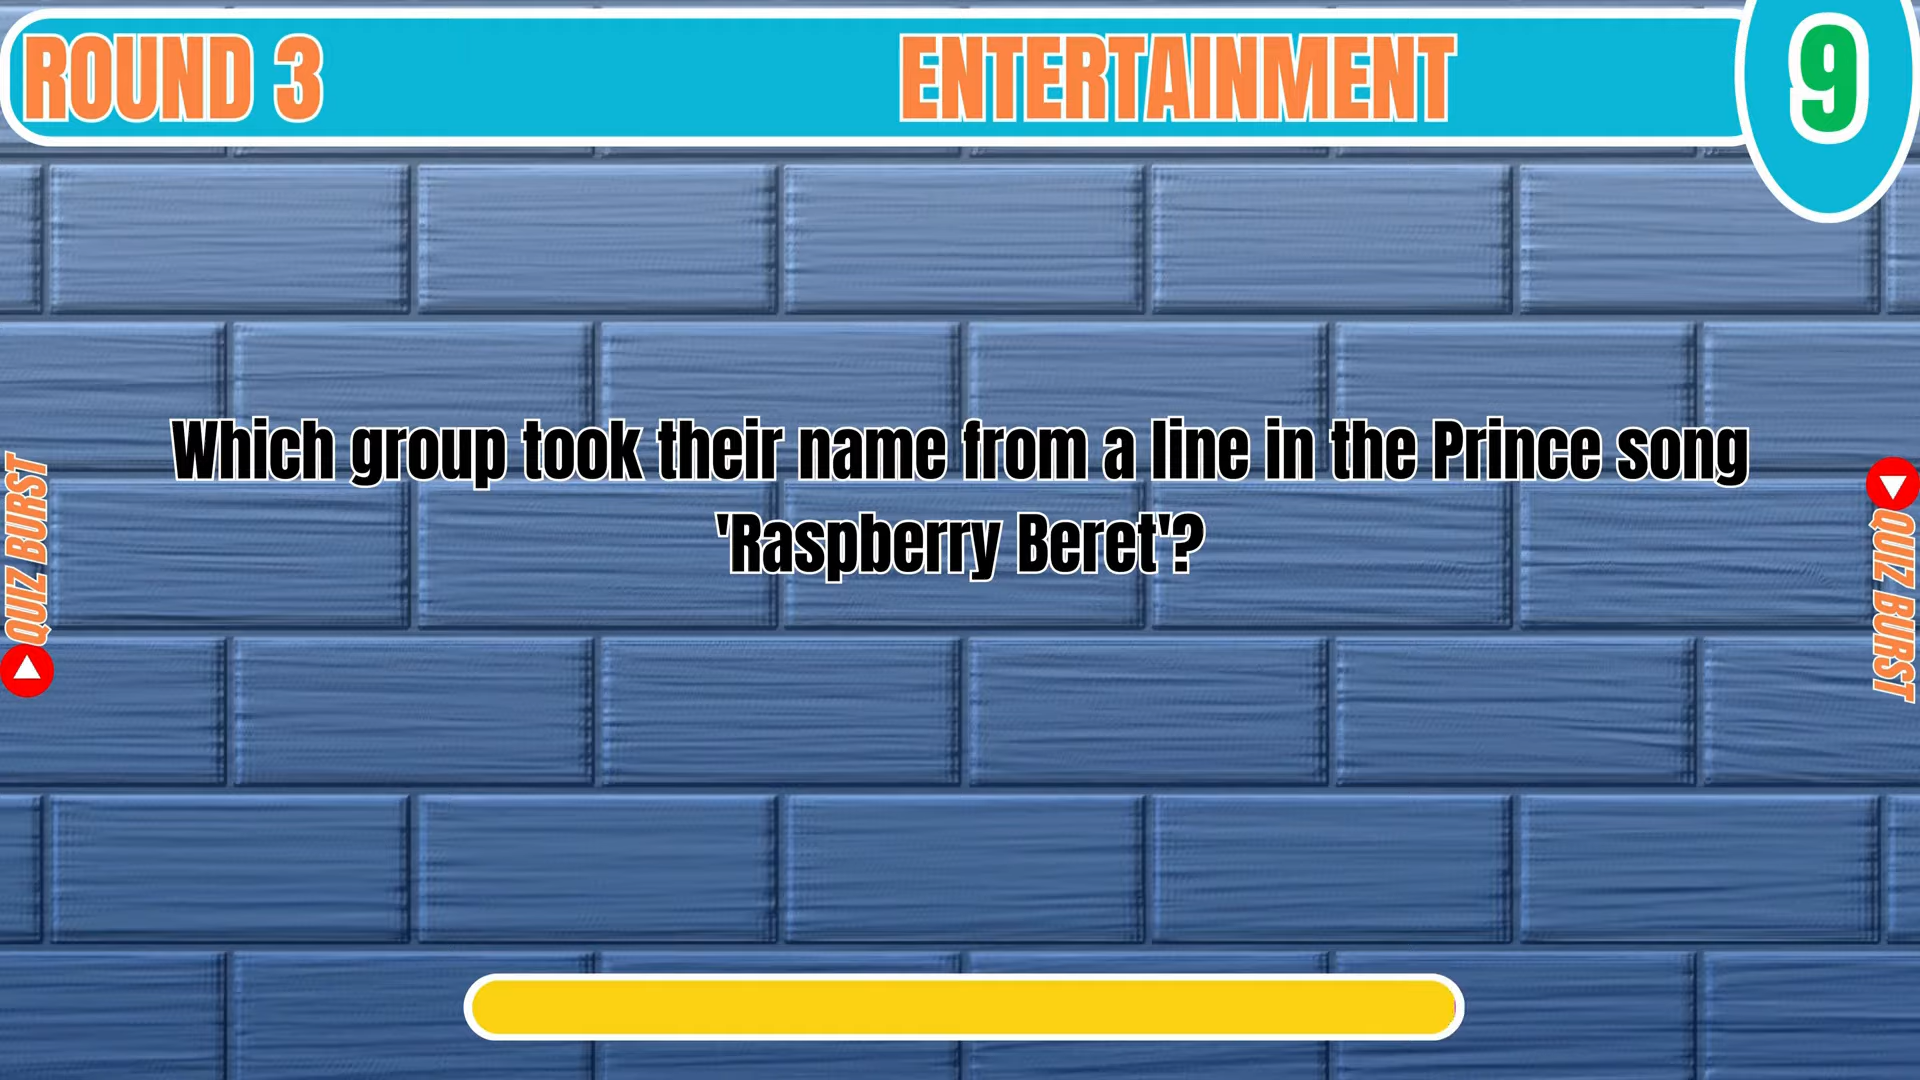 ROUND 3
ENTERTAINMENT
9
Which group took their name from a line in the Prince song
'Raspberry Beret'?
QUIZ BURST
QUIZ BURST